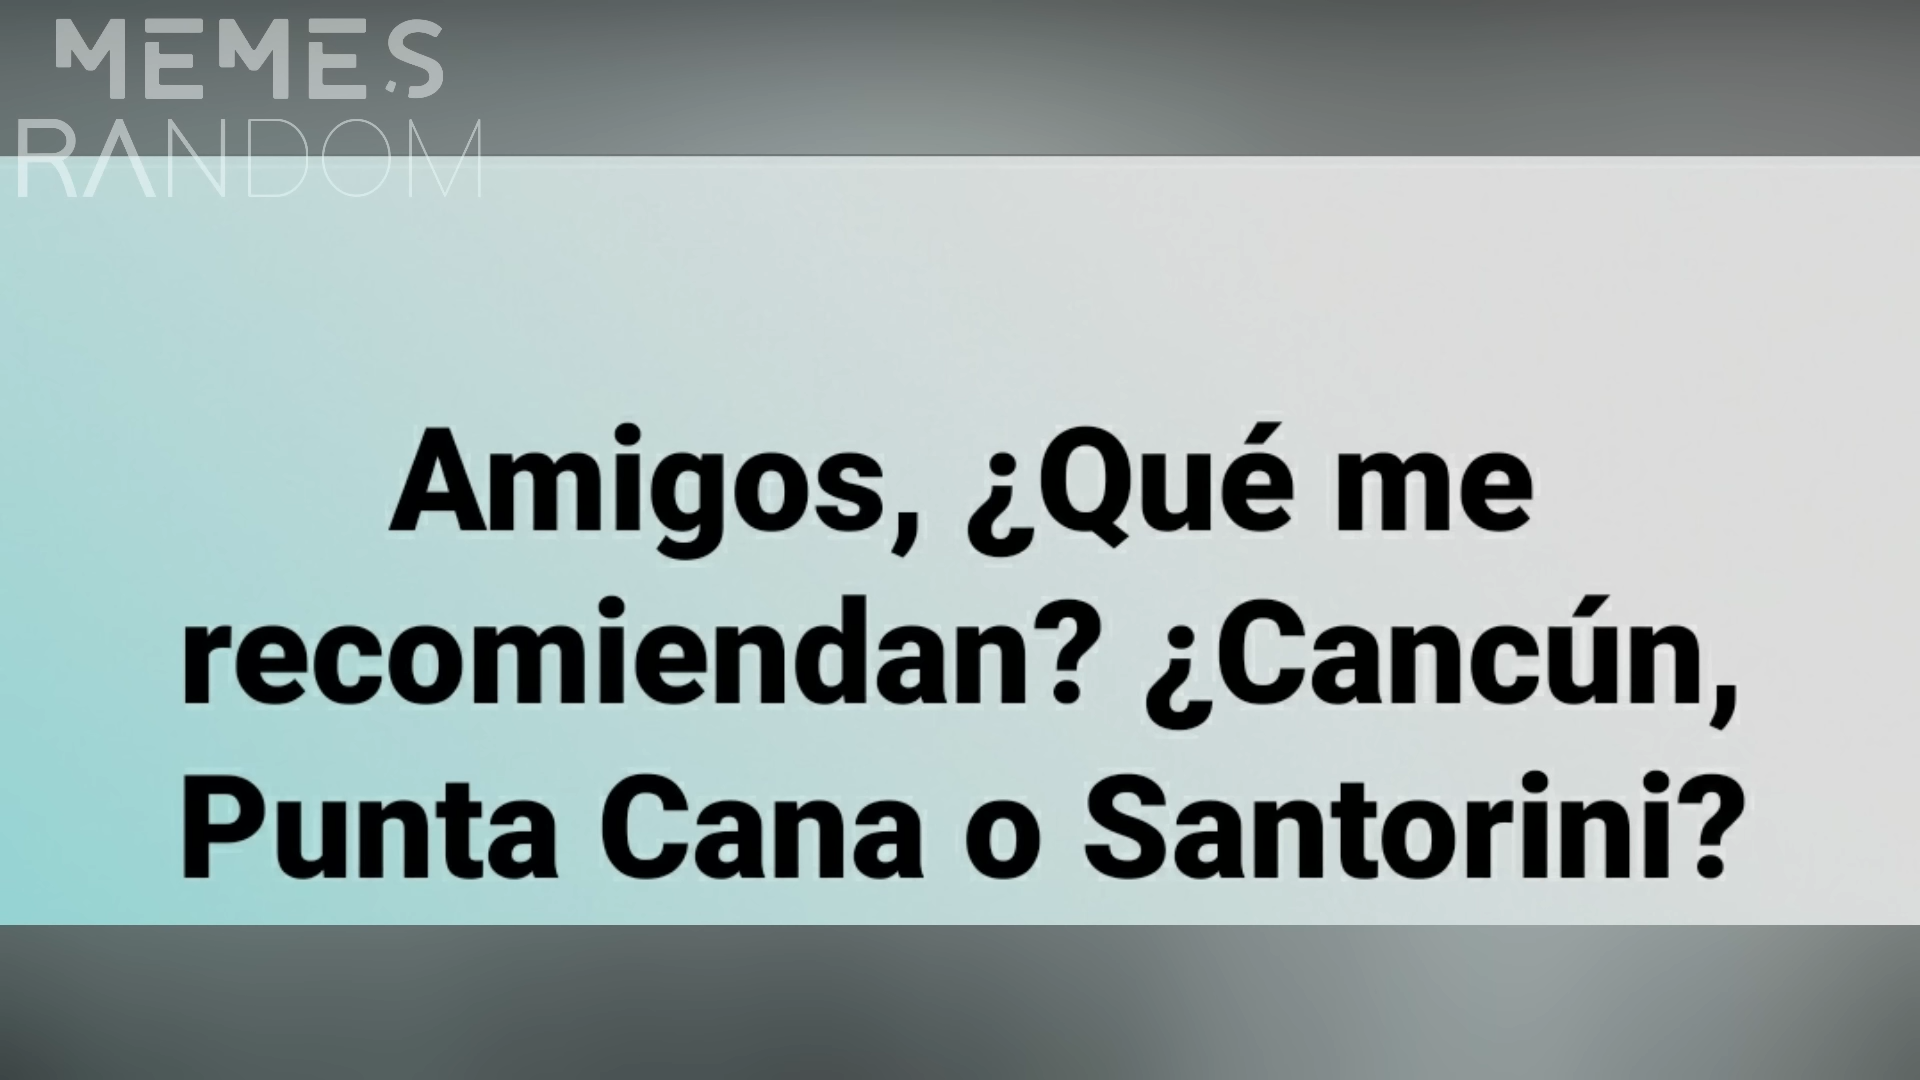 MEMES
RANDOM
Amigos, ¿Qué me
recomiendan? ¿Cancún,
Punta Cana o Santorini?